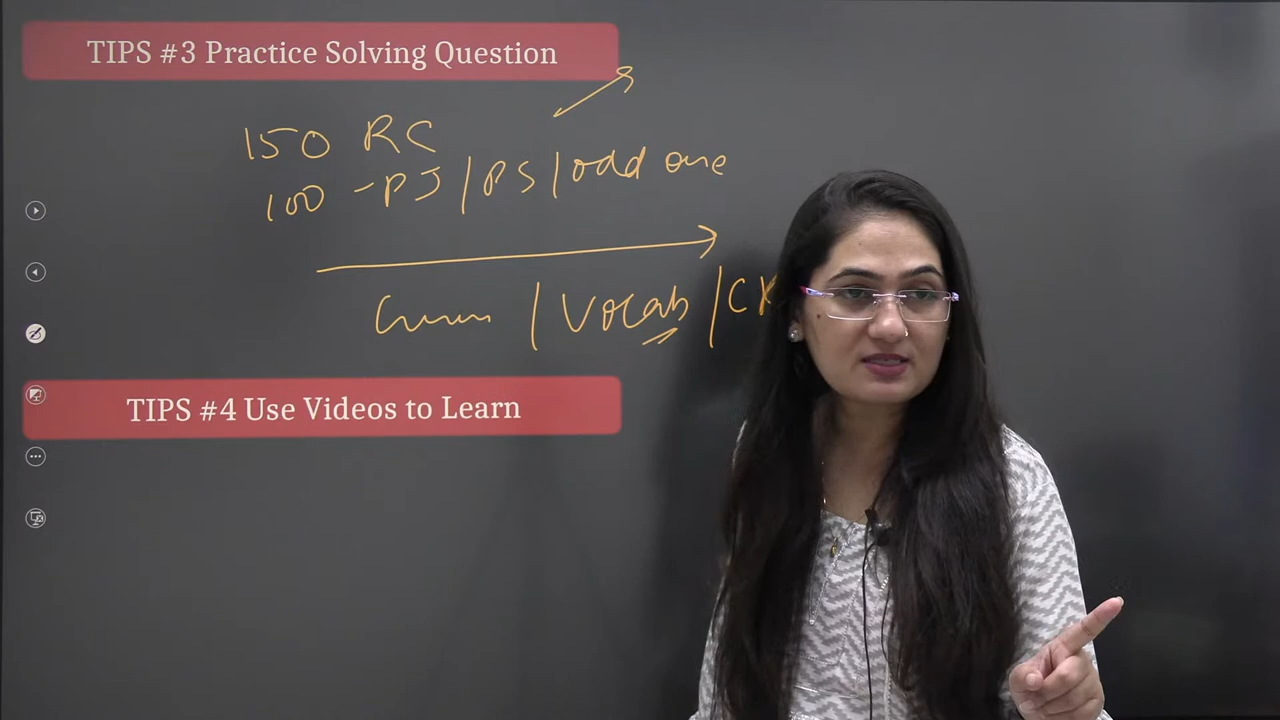 TIPS #3 Practice Solving Question
150 RC
100 - PJ / PS / odd one
/ Vocab /
TIPS #4 Use Videos to Learn